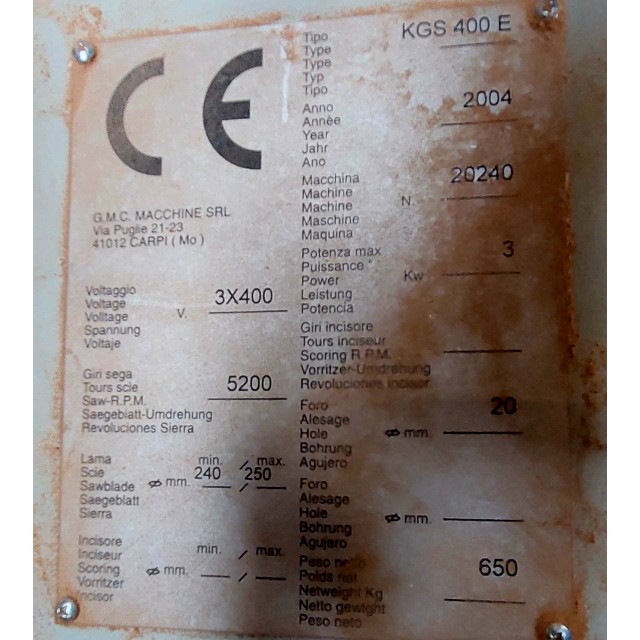 CE
G.M.C. MACCHINE SRL
Via Puglie 21-23
41012 CARPI ( Mo )
Voltaggio
Voltage
Volltage
Spannung
Voltaje
V. 3X400
Giri sega
Tours scie
Saw-R.P.M.
Saegeblatt-Umdrehung
Revoluciones Sierra
5200
Lama
Scie
Sawblade
Saegeblatt
Sierra
min. / max.
ø mm. 240 / 250
Incisore
Inciseur
Scoring
Vorritzer
Incisor
min. / max.
ø mm. /
Tipo
Type
Type
Typ
Tipo
KGS 400 E
Anno
Annèe
Year
Jahr
Ano
2004
Macchina
Machine
Machine
Maschine
Maquina
N. 20240
Potenza max
Puissance
Power
Leistung
Potencia
Kw 3
Giri incisore
Tours inciseur
Scoring R.P.M.
Vorritzer-Umdrehung
Revoluciones incisor
Foro
Alesage
Hole
Bohrung
Agujero
ø mm. 20
Foro
Alesage
Hole
Bohrung
Agujero
ø mm.
Peso netto
Poids net
Netweight Kg
Netto gewight
Peso neto
650